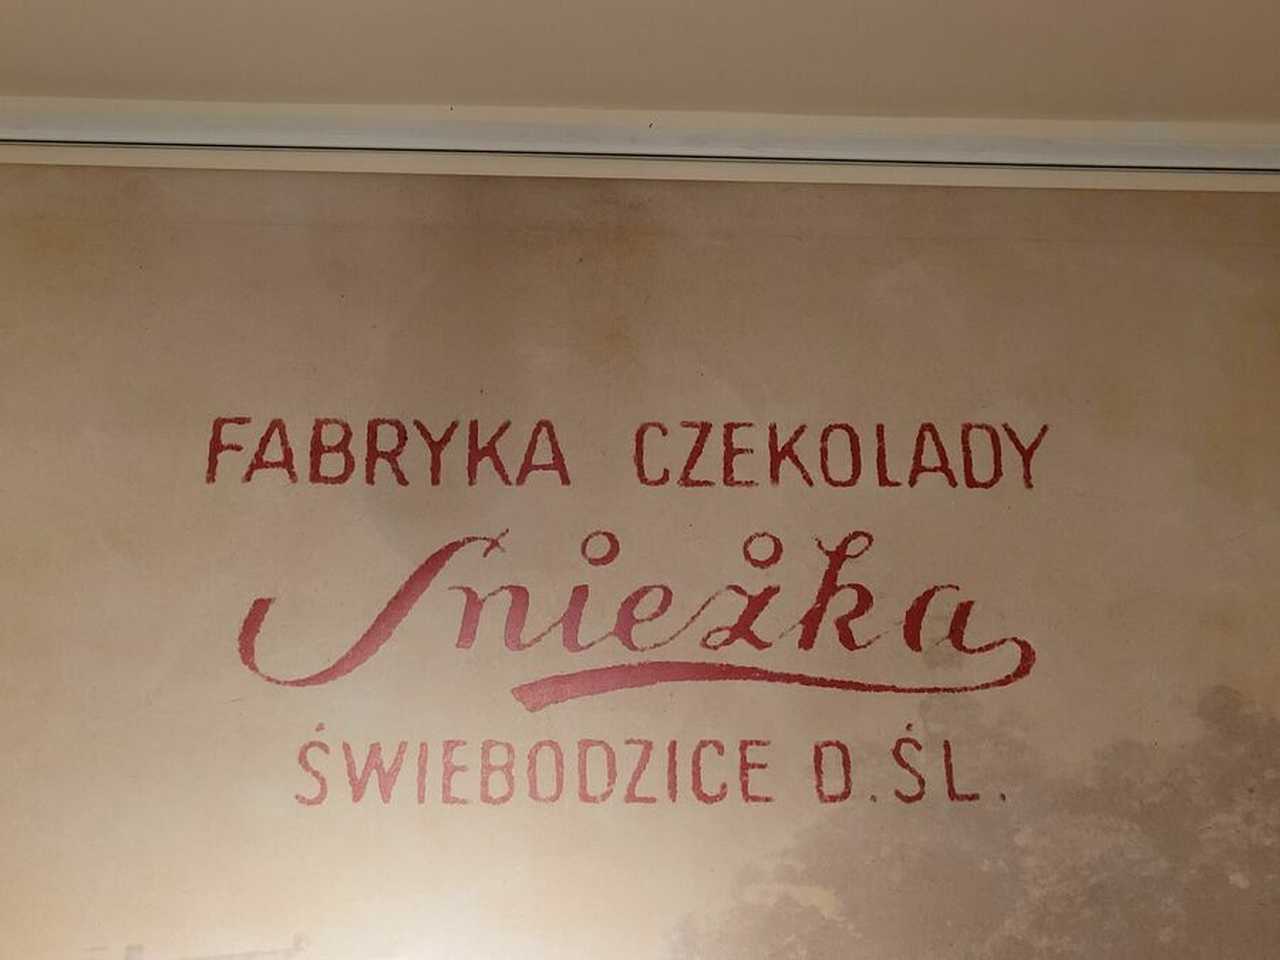 FABRYKA CZEKOLADY
Śnieżka
ŚWIEBODZICE D.ŚL.